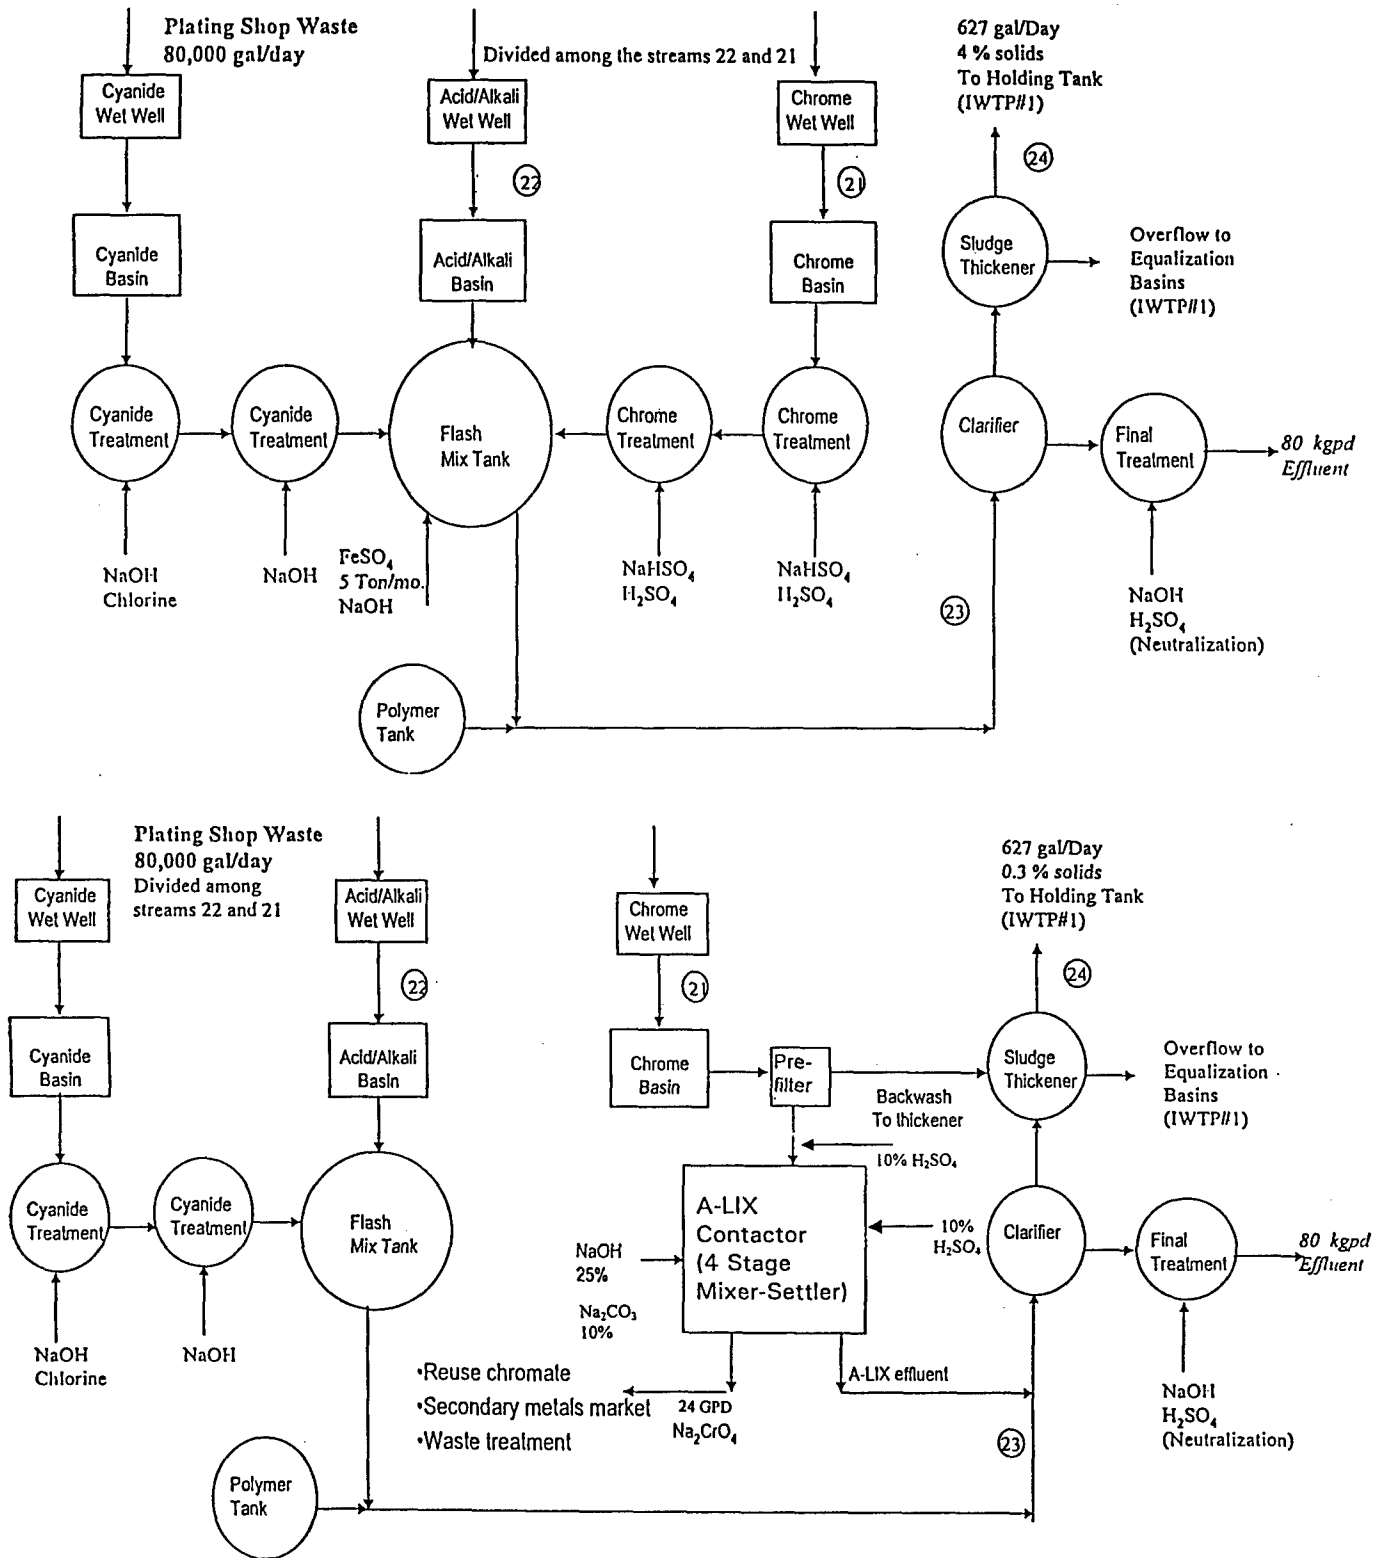 Plating Shop Waste
80,000 gal/day
Divided among the streams 22 and 21
627 gal/Day
4 % solids
To Holding Tank
(IWTP#1)
Cyanide
Wet Well
Acid/Alkali
Wet Well
Chrome
Wet Well
24
22
21
Cyanide
Basin
Acid/Alkali
Basin
Chrome
Basin
Sludge
Thickener
Overflow to
Equalization
Basins
(IWTP#1)
Cyanide
Treatment
Cyanide
Treatment
Flash
Mix Tank
Chrome
Treatment
Chrome
Treatment
Clarifier
Final
Treatment
80 kgpd
Effluent
NaOH
Chlorine
NaOH
FeSO₄
5 Ton/mo.
NaOH
NaHSO₄
H₂SO₄
NaHSO₄
H₂SO₄
23
NaOH
H₂SO₄
(Neutralization)
Polymer
Tank
Plating Shop Waste
80,000 gal/day
Divided among
streams 22 and 21
627 gal/Day
0.3 % solids
To Holding Tank
(IWTP#1)
Cyanide
Wet Well
Acid/Alkali
Wet Well
Chrome
Wet Well
22
21
24
Cyanide
Basin
Acid/Alkali
Basin
Chrome
Basin
Pre-
filter
Backwash
To thickener
Sludge
Thickener
Overflow to
Equalization
Basins
(IWTP#1)
10% H₂SO₄
Cyanide
Treatment
Cyanide
Treatment
Flash
Mix Tank
A-LIX
Contactor
(4 Stage
Mixer-Settler)
NaOH
25%
Na₂CO₃
10%
10%
H₂SO₄
Clarifier
Final
Treatment
80 kgpd
Effluent
NaOH
Chlorine
NaOH
•Reuse chromate
•Secondary metals market
•Waste treatment
24 GPD
Na₂CrO₄
A-LIX effluent
23
NaOH
H₂SO₄
(Neutralization)
Polymer
Tank